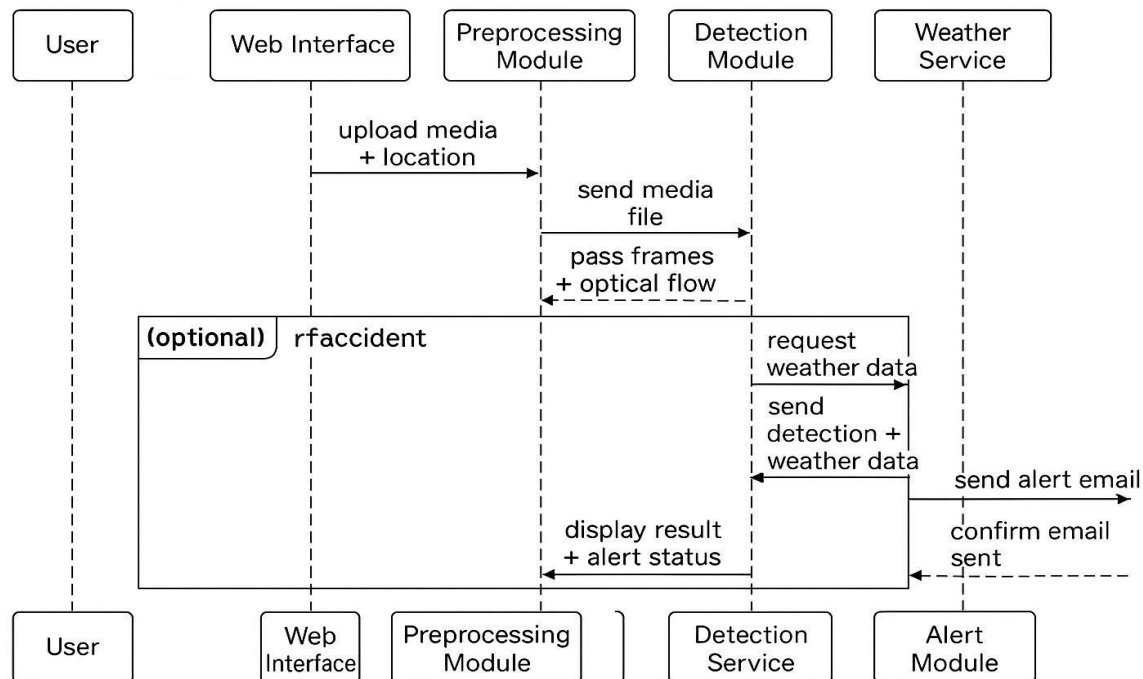 User
Web Interface
Preprocessing
Module
Detection
Module
Weather
Service
upload media
+ location
send media
file
pass frames
+ optical flow
(optional) rfaccident
request
weather data
send
detection +
weather data
send alert email
display result
+ alert status
confirm email
sent
User
Web
Interface
Preprocessing
Module
Detection
Service
Alert
Module